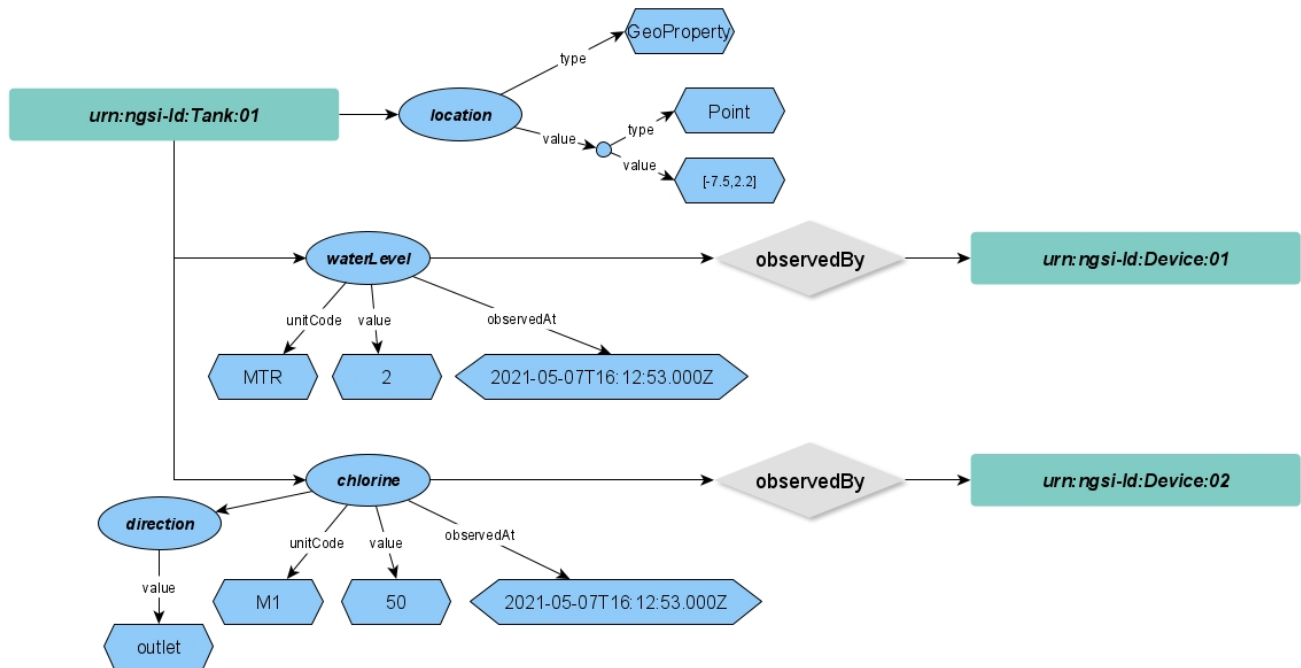 GeoProperty
type
urn:ngsi-ld:Tank:01
location
type
Point
value
value
[-7.5,2.2]
waterLevel
observedBy
urn:ngsi-ld:Device:01
unitCode
value
observedAt
MTR
2
2021-05-07T16:12:53.000Z
chlorine
observedBy
urn:ngsi-ld:Device:02
direction
unitCode
value
observedAt
value
M1
50
2021-05-07T16:12:53.000Z
outlet